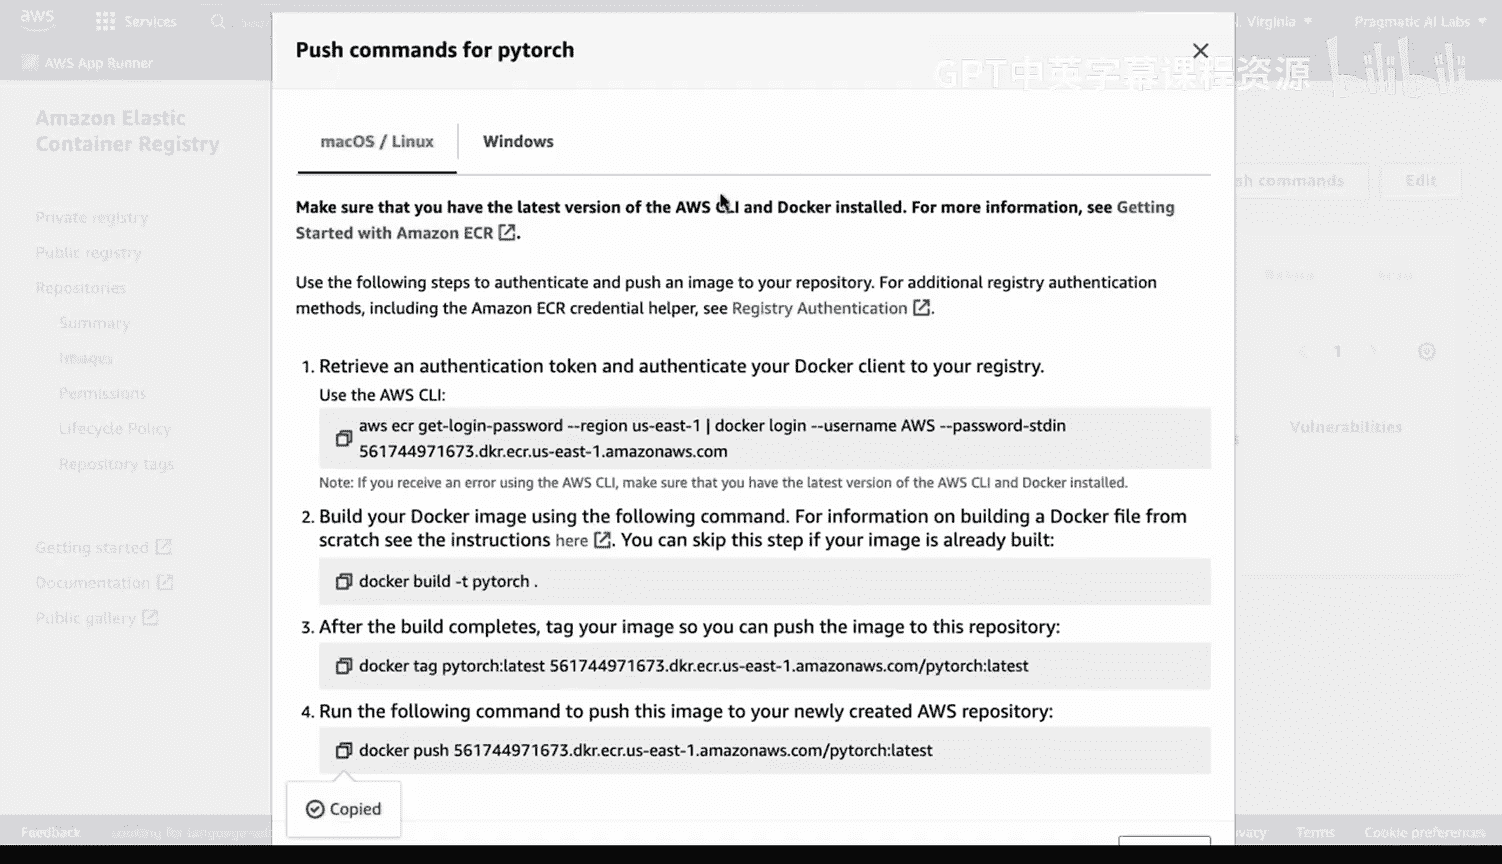 aws
Services
N. Virginia
Pragmatic AI Labs
AWS App Runner
GPT中英字幕课程资源
bilibili
Amazon Elastic
Container Registry
Private registry
Public registry
Repositories
Summary
Images
Permissions
Lifecycle Policy
Repository tags
Getting started
Documentation
Public gallery
Push commands for pytorch
macOS / Linux
Windows
Make sure that you have the latest version of the AWS CLI and Docker installed. For more information, see Getting
Started with Amazon ECR.
Use the following steps to authenticate and push an image to your repository. For additional registry authentication
methods, including the Amazon ECR credential helper, see Registry Authentication.
1. Retrieve an authentication token and authenticate your Docker client to your registry.
Use the AWS CLI:
aws ecr get-login-password --region us-east-1 | docker login --username AWS --password-stdin
561744971673.dkr.ecr.us-east-1.amazonaws.com
Note: If you receive an error using the AWS CLI, make sure that you have the latest version of the AWS CLI and Docker installed.
2. Build your Docker image using the following command. For information on building a Docker file from
scratch see the instructions here. You can skip this step if your image is already built:
docker build -t pytorch .
3. After the build completes, tag your image so you can push the image to this repository:
docker tag pytorch:latest 561744971673.dkr.ecr.us-east-1.amazonaws.com/pytorch:latest
4. Run the following command to push this image to your newly created AWS repository:
docker push 561744971673.dkr.ecr.us-east-1.amazonaws.com/pytorch:latest
Copied
sh commands
Edit
1
Vulnerabilities
Feedback
Looking for language
vacy
Terms
Cookie preferences